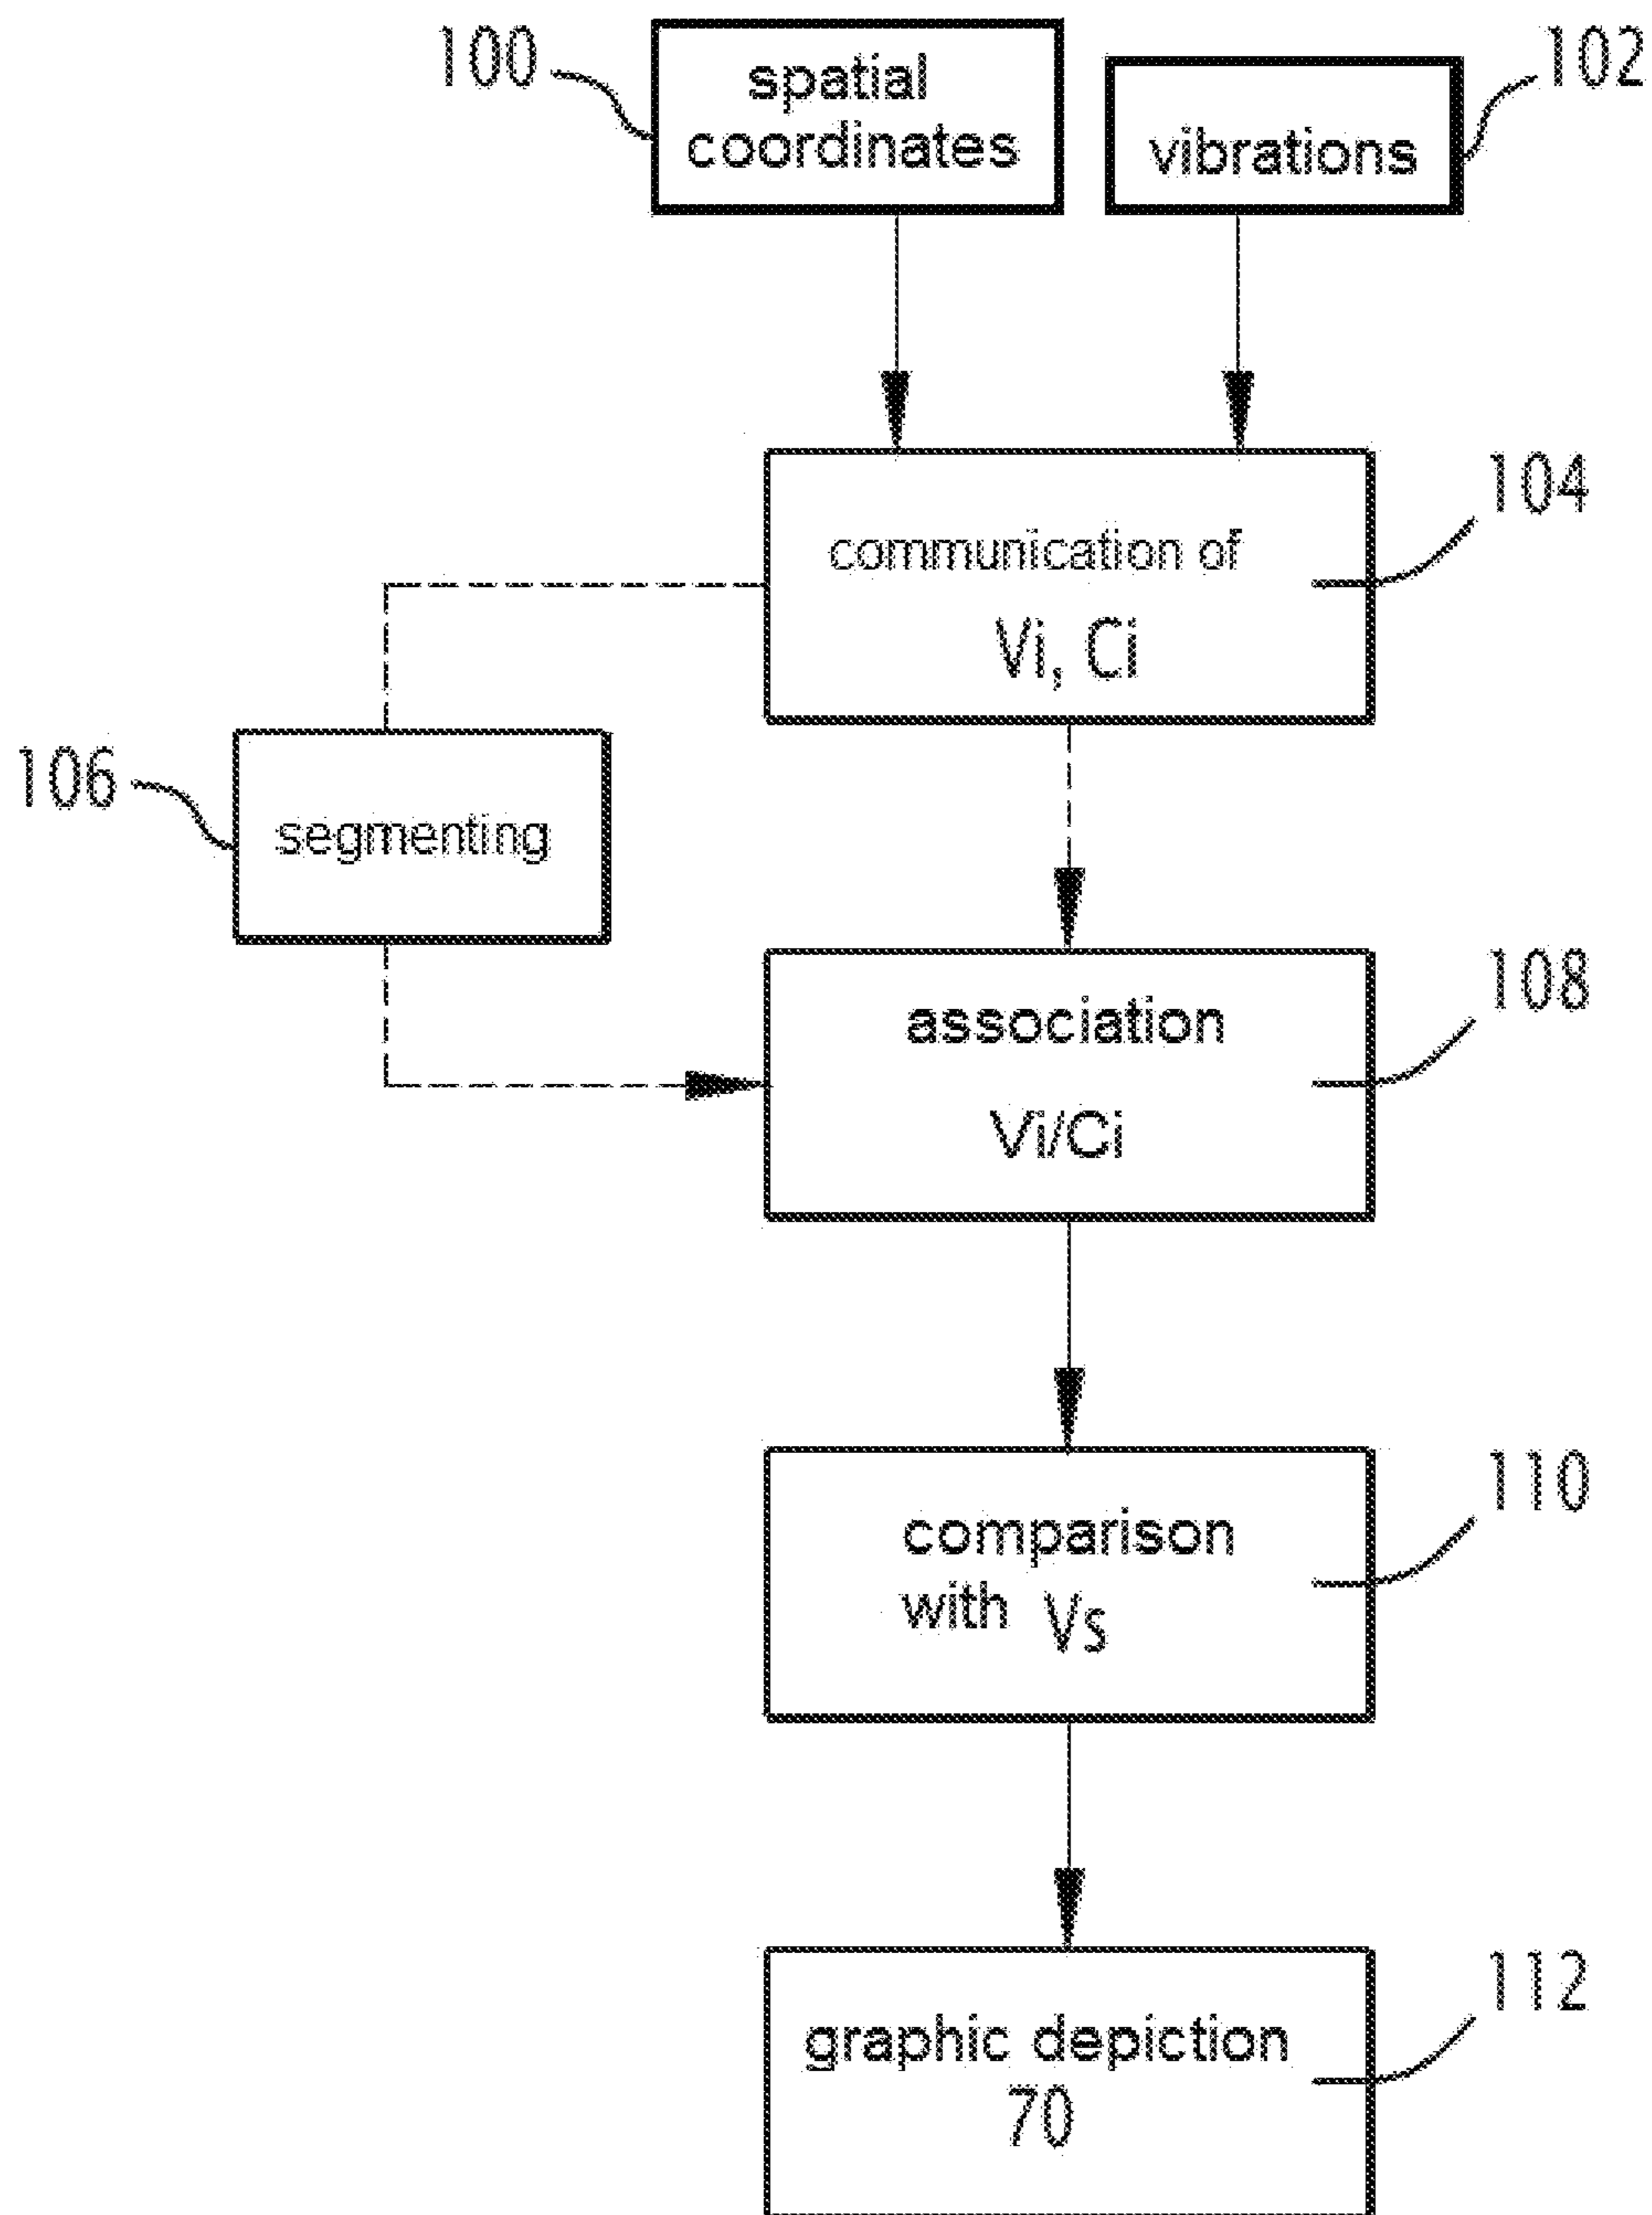 100
spatial
coordinates
102
vibrations
104
communication of
Vi, Ci
106
segmenting
108
association
Vi/Ci
110
comparison
with Vs
112
graphic depiction
70